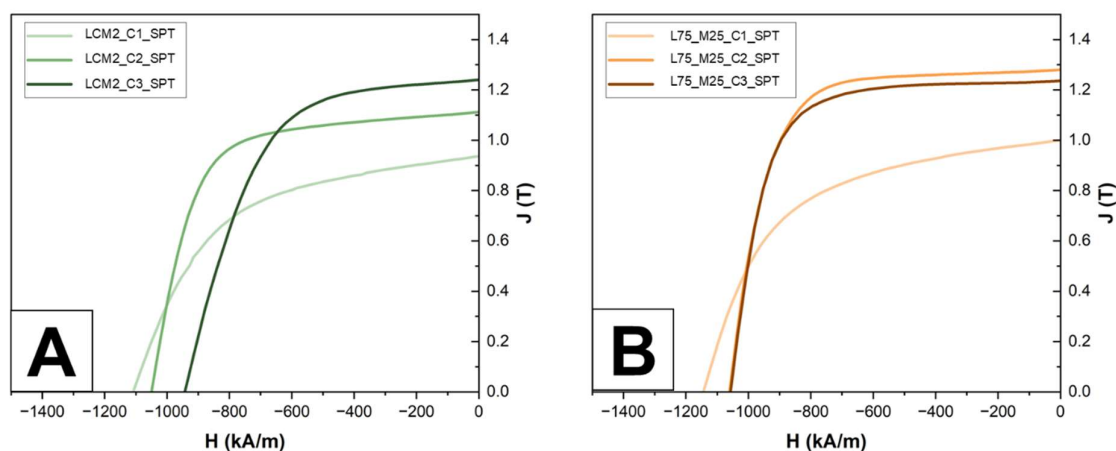 LCM2_C1_SPT
LCM2_C2_SPT
LCM2_C3_SPT
1.4
1.2
1.0
0.8
0.6
0.4
0.2
0.0
J (T)
−1400 −1200 −1000 −800 −600 −400 −200 0
H (kA/m)
A
L75_M25_C1_SPT
L75_M25_C2_SPT
L75_M25_C3_SPT
1.4
1.2
1.0
0.8
0.6
0.4
0.2
0.0
J (T)
−1400 −1200 −1000 −800 −600 −400 −200 0
H (kA/m)
B